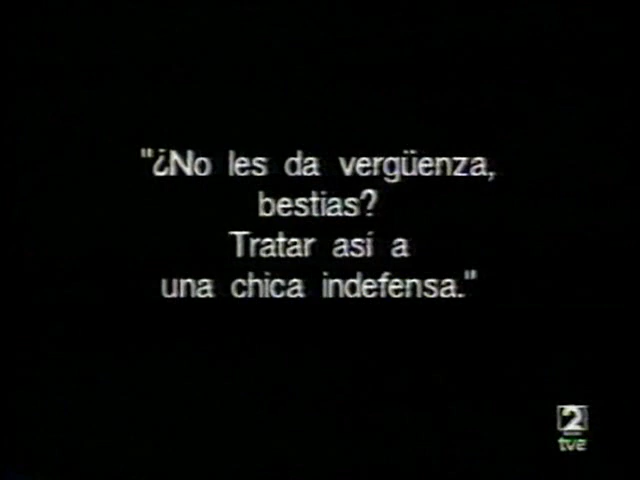 "¿No les da vergüenza,
bestias?
Tratar así a
una chica indefensa."
2
tve